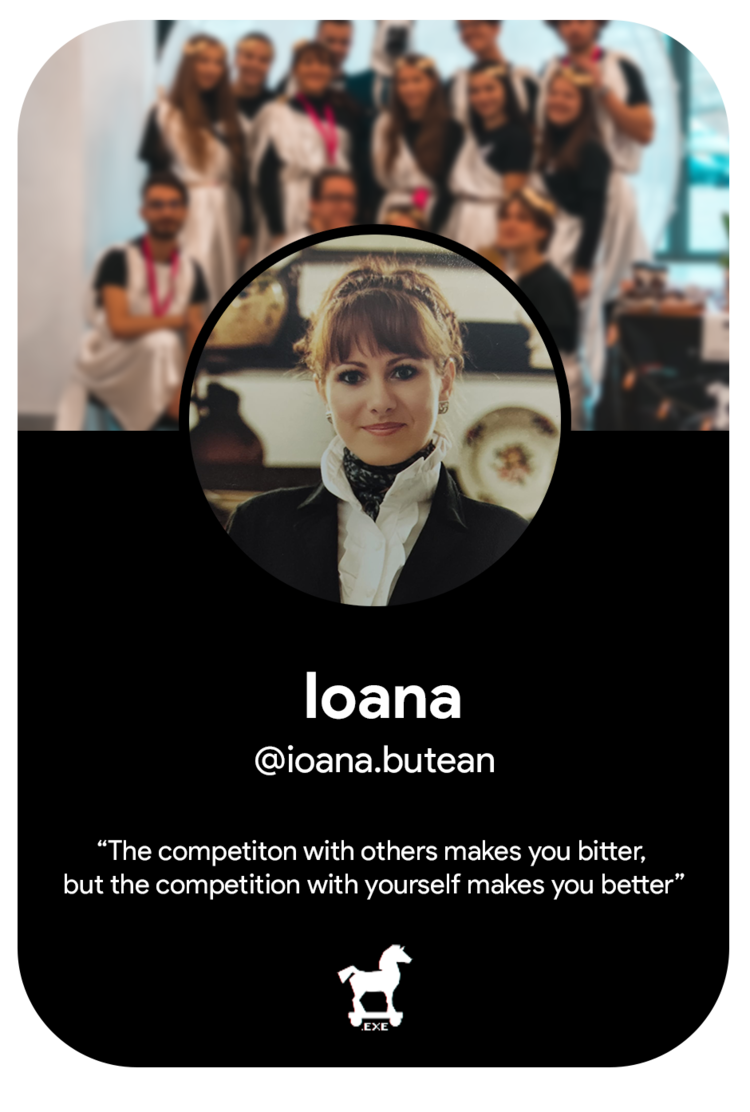 Ioana
@ioana.butean
“The competiton with others makes you bitter,
but the competition with yourself makes you better”
.EXE